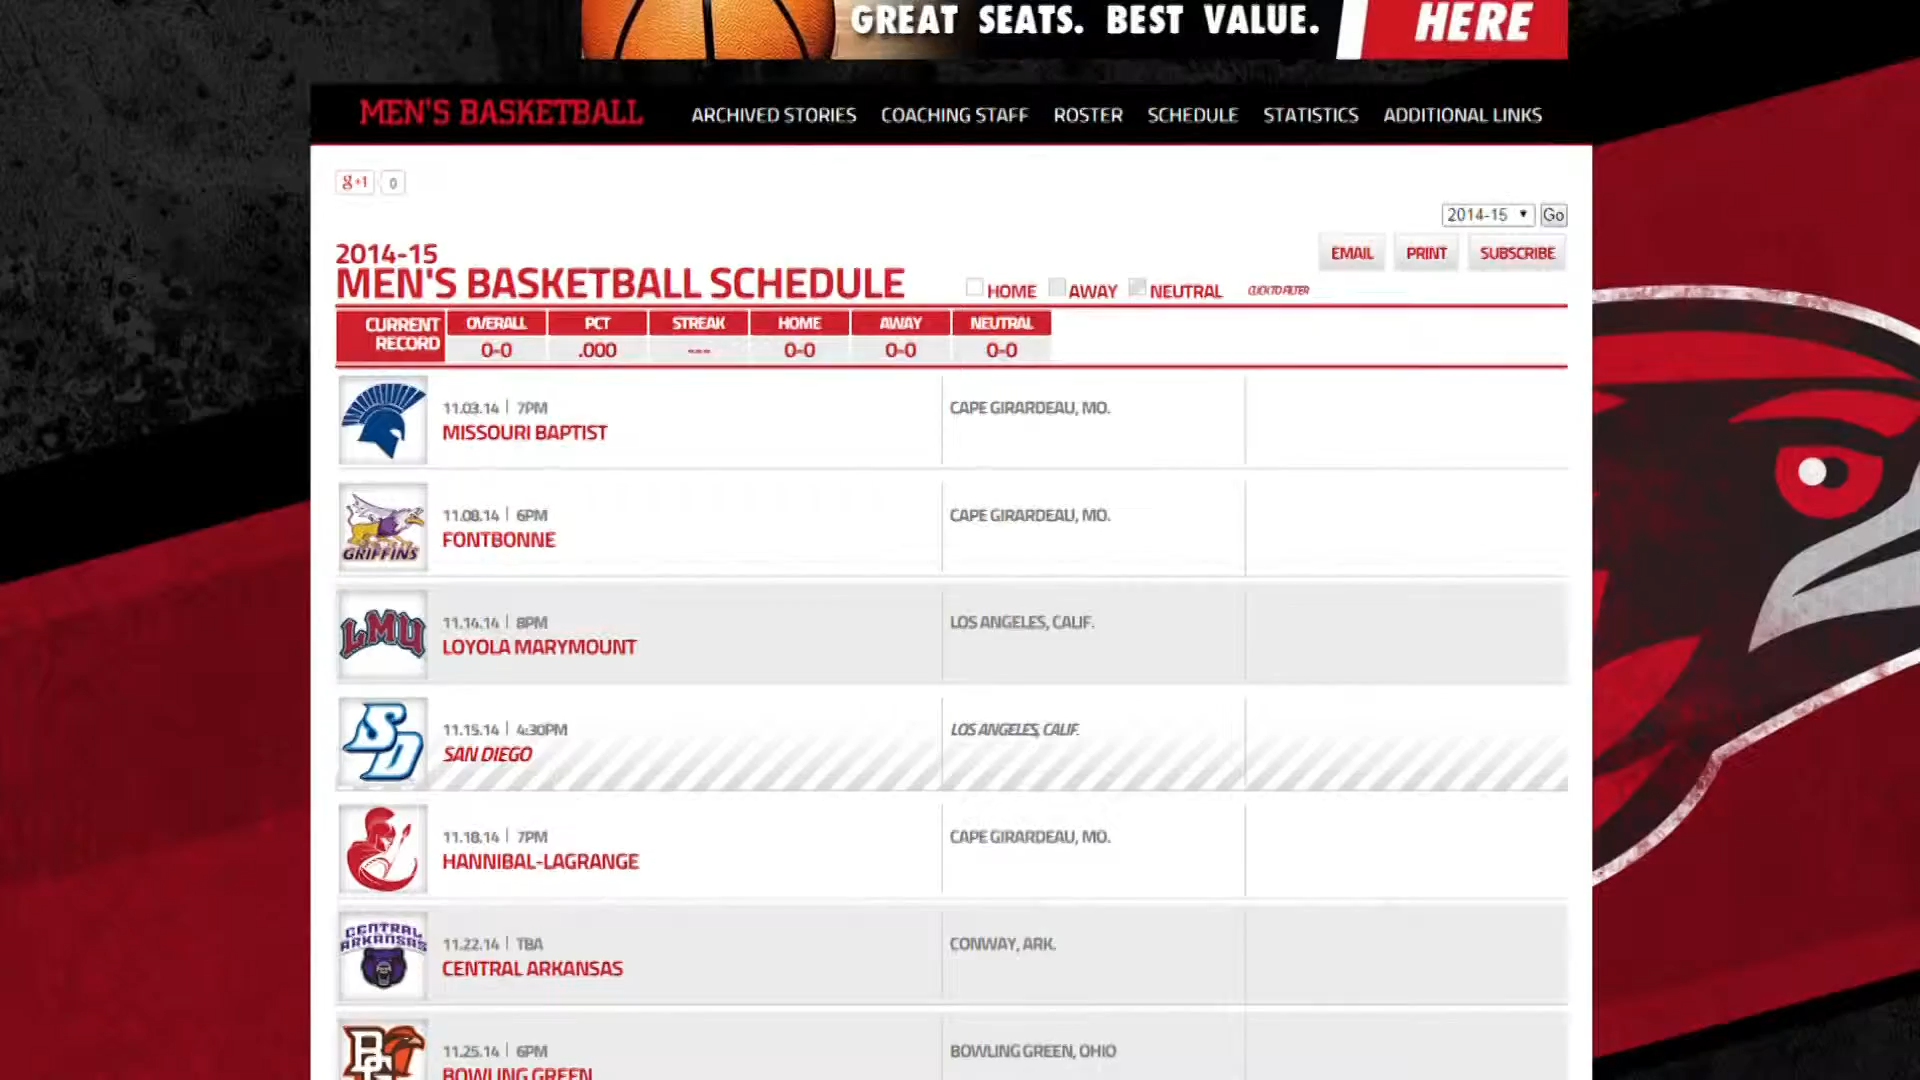 GREAT SEATS. BEST VALUE.
HERE
MEN'S BASKETBALL
ARCHIVED STORIES COACHING STAFF ROSTER SCHEDULE STATISTICS ADDITIONAL LINKS
g+1 0
2014-15 Go
2014-15
EMAIL PRINT SUBSCRIBE
MEN'S BASKETBALL SCHEDULE
HOME AWAY NEUTRAL CLICK TO FILTER
CURRENT RECORD
OVERALL PCT STREAK HOME AWAY NEUTRAL
0-0 .000 --- 0-0 0-0 0-0
11.03.14 | 7PM CAPE GIRARDEAU, MO.
MISSOURI BAPTIST
11.08.14 | 6PM CAPE GIRARDEAU, MO.
GRIFFINS
FONTBONNE
11.14.14 | 8PM LOS ANGELES, CALIF.
LMU
LOYOLA MARYMOUNT
11.15.14 | 4:30PM LOS ANGELES, CALIF.
SD
SAN DIEGO
11.18.14 | 7PM CAPE GIRARDEAU, MO.
HANNIBAL-LAGRANGE
CENTRAL ARKANSAS
11.22.14 | TBA CONWAY, ARK.
CENTRAL ARKANSAS
BG
11.25.14 | 6PM BOWLING GREEN, OHIO
BOWLING GREEN